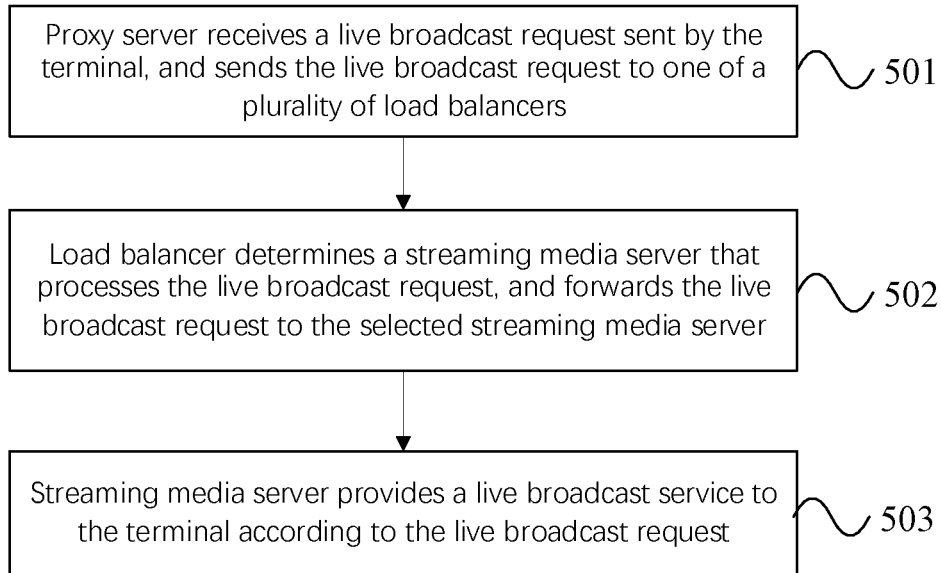 Proxy server receives a live broadcast request sent by the
terminal, and sends the live broadcast request to one of a
plurality of load balancers
501
Load balancer determines a streaming media server that
processes the live broadcast request, and forwards the live
broadcast request to the selected streaming media server
502
Streaming media server provides a live broadcast service to
the terminal according to the live broadcast request
503